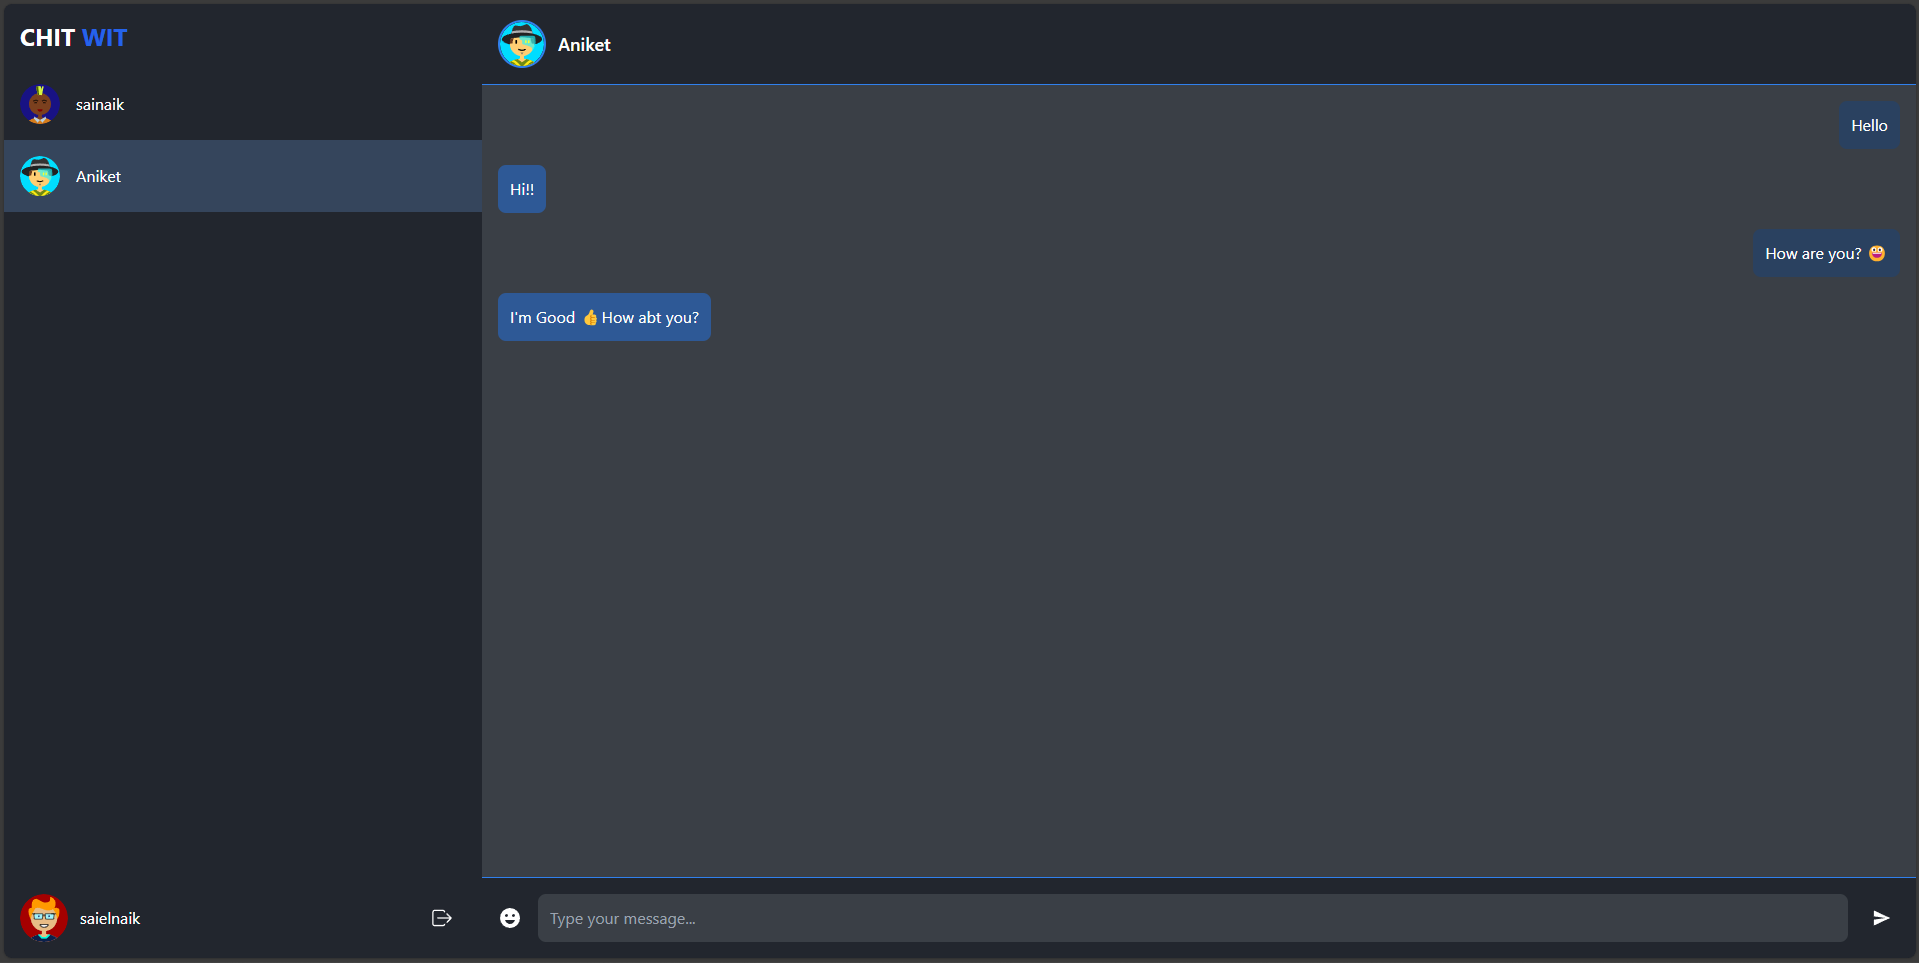 CHIT WIT
sainaik
Aniket
saielnaik
Aniket
Hello
Hi!!
How are you? 😀
I'm Good 👍How abt you?
Type your message...